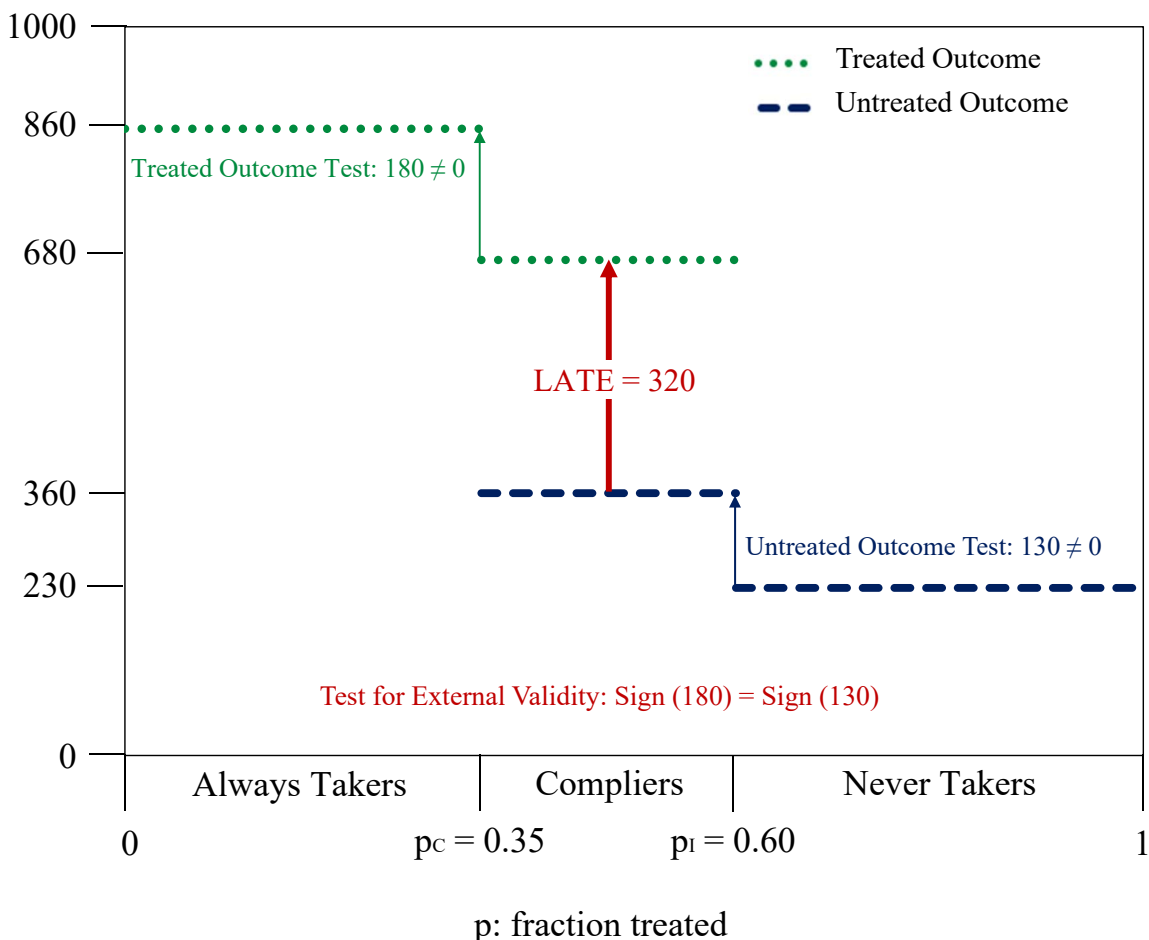 1000
Treated Outcome
Untreated Outcome
860
Treated Outcome Test: 180 ≠ 0
680
LATE = 320
360
Untreated Outcome Test: 130 ≠ 0
230
Test for External Validity: Sign (180) = Sign (130)
0
Always Takers
Compliers
Never Takers
0
pC = 0.35
pI = 0.60
1
p: fraction treated